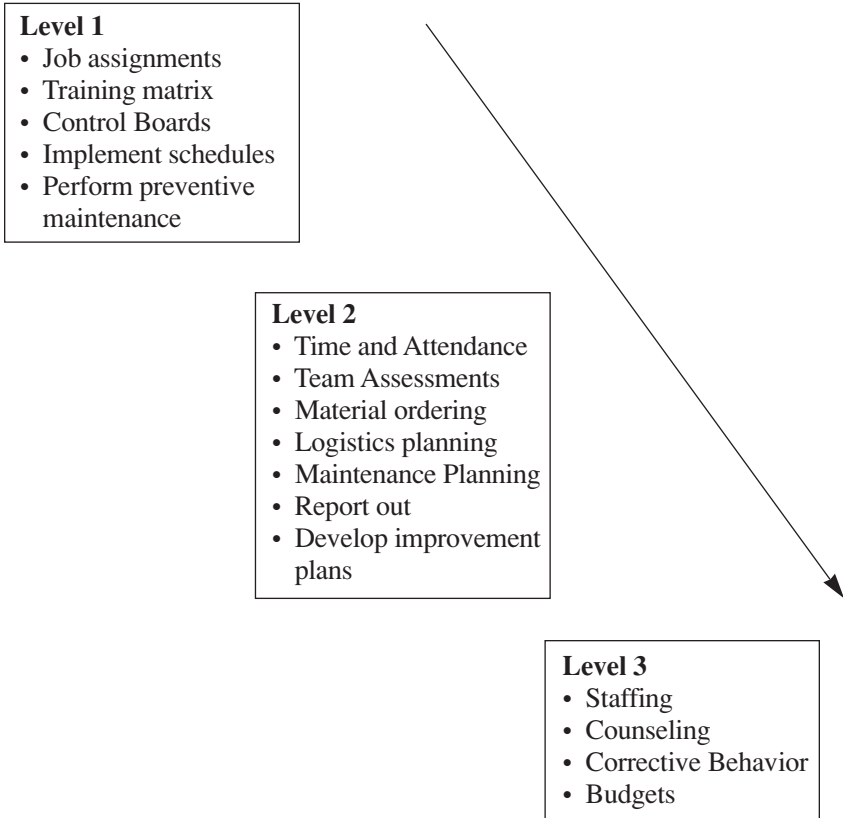 Level 1
• Job assignments
• Training matrix
• Control Boards
• Implement schedules
• Perform preventive
maintenance
Level 2
• Time and Attendance
• Team Assessments
• Material ordering
• Logistics planning
• Maintenance Planning
• Report out
• Develop improvement
plans
Level 3
• Staffing
• Counseling
• Corrective Behavior
• Budgets